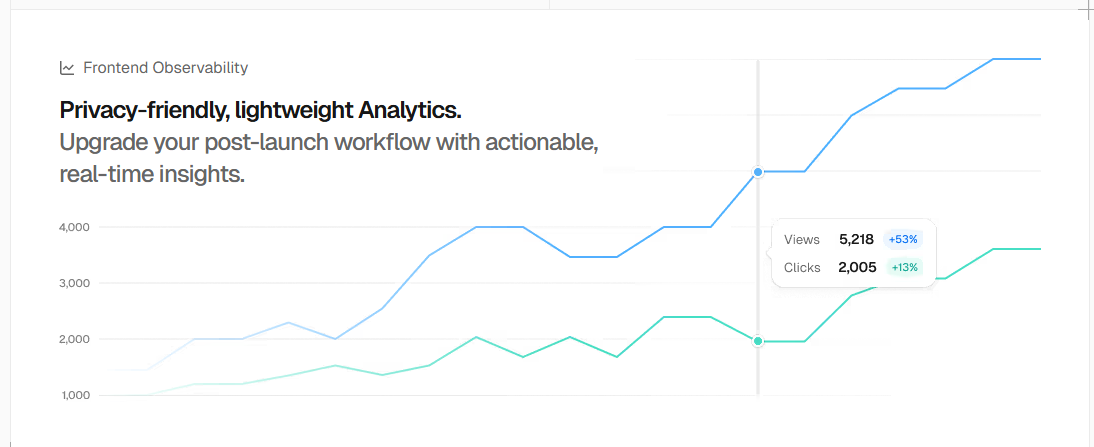 Frontend Observability
Privacy-friendly, lightweight Analytics.
Upgrade your post-launch workflow with actionable,
real-time insights.
4,000
3,000
2,000
1,000
Views 5,218 +53%
Clicks 2,005 +13%